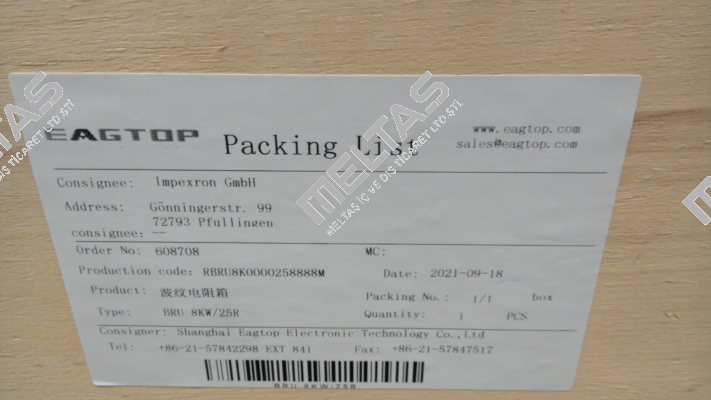 EAGTOP Packing List www.eagtop.com
sales@eagtop.com
Consignee: Impexron GmbH
Address: Gönningerstr. 99
72793 Pfullingen
consignee: --
Order No: 608708 MC:
Production code: RBRU8K0000258888M Date: 2021-09-18
Product: 波纹电阻箱 Packing No.: 1/1 box
Type: BRU 8KW/25R Quantity: 1 PCS
Consigner: Shanghai Eagtop Electronic Technology Co.,Ltd
Tel: +86-21-57842298 EXT 841 Fax: +86-21-57847517
BRU 8KW/25R
MELTAS
MELTAŞ İÇ VE DIŞ TİCARET LTD ŞTİ